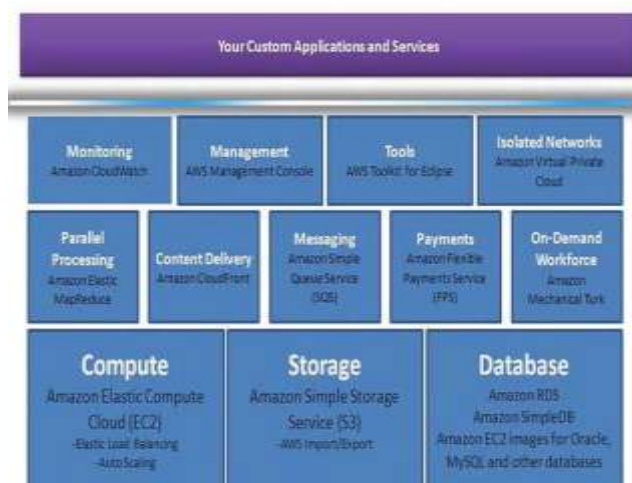 Your Custom Applications and Services
Monitoring
Amazon CloudWatch
Management
AWS Management Console
Tools
AWS Toolkit for Eclipse
Isolated Networks
Amazon Virtual Private
Cloud
Parallel
Processing
Amazon Elastic
MapReduce
Content Delivery
Amazon CloudFront
Messaging
Amazon Simple
Queue Service
(SQS)
Payments
Amazon Flexible
Payments Service
(FPS)
On-Demand
Workforce
Amazon
Mechanical Turk
Compute
Amazon Elastic Compute
Cloud (EC2)
-Elastic Load Balancing
-Auto Scaling
Storage
Amazon Simple Storage
Service (S3)
-AWS Import/Export
Database
Amazon RDS
Amazon SimpleDB
Amazon EC2 images for Oracle,
MySQL and other databases